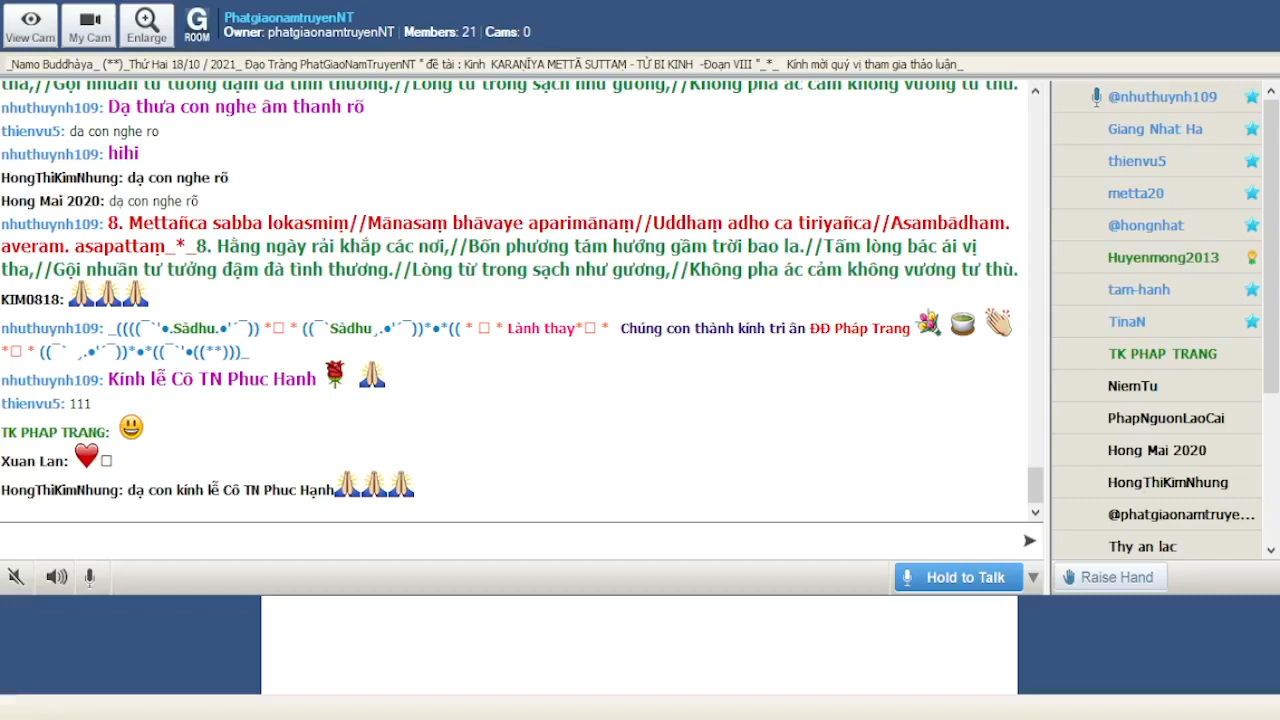 PhatgiaonamtruyenNT
View Cam
My Cam
Enlarge
G ROOM
Owner: phatgiaonamtruyenNT | Members: 21 | Cams: 0
_Namo Buddhàya_ (**)_Thứ Hai 18/10 / 2021_ Đạo Tràng PhatGiaoNamTruyenNT " đề tài : Kinh KARAṆĪYA METTĀ SUTTAṂ - TỪ BI KINH -Đoạn VIII "_*_ Kính mời quý vị tham gia thảo luận_
tha,//Gội nhuần tư tưởng đậm đà tình thương.//Lòng từ trong sạch như gương,//Không pha ác cảm không vương tư thù.
nhuthuynh109: Dạ thưa con nghe âm thanh rõ
thienvu5: da con nghe ro
nhuthuynh109: hihi
HongThiKimNhung: dạ con nghe rõ
Hong Mai 2020: dạ con nghe rõ
nhuthuynh109: 8. Mettañca sabba lokasmiṃ//Mānasaṃ bhāvaye aparimānaṃ//Uddhaṃ adho ca tiriyañca//Asambādham.
averam. asapattaṃ_*_8. Hằng ngày rải khắp các nơi,//Bốn phương tám hướng gầm trời bao la.//Tấm lòng bác ái vị
tha,//Gội nhuần tư tưởng đậm đà tình thương.//Lòng từ trong sạch như gương,//Không pha ác cảm không vương tư thù.
KIM0818: 🙏🙏🙏
nhuthuynh109: _((((¯`'●.Sàdhu.●'´¯)) *□ * ((¯`Sàdhu¸.●'´¯))*●*(( * □ * Lành thay*□ * Chúng con thành kính tri ân ĐĐ Pháp Trang 💐 🍵 👏
*□ * ((¯` ¸.●'´¯))*●*((¯`'●((**)))_
nhuthuynh109: Kính lễ Cô TN Phuc Hanh 🌹 🙏
thienvu5: 111
TK PHAP TRANG: 😃
Xuan Lan: ❤□
HongThiKimNhung: dạ con kính lễ Cô TN Phuc Hạnh🙏🙏🙏
Hold to Talk
@nhuthuynh109
Giang Nhat Ha
thienvu5
metta20
@hongnhat
Huyenmong2013
tam-hanh
TinaN
TK PHAP TRANG
NiemTu
PhapNguonLaoCai
Hong Mai 2020
HongThiKimNhung
@phatgiaonamtruye...
Thy an lac
Raise Hand